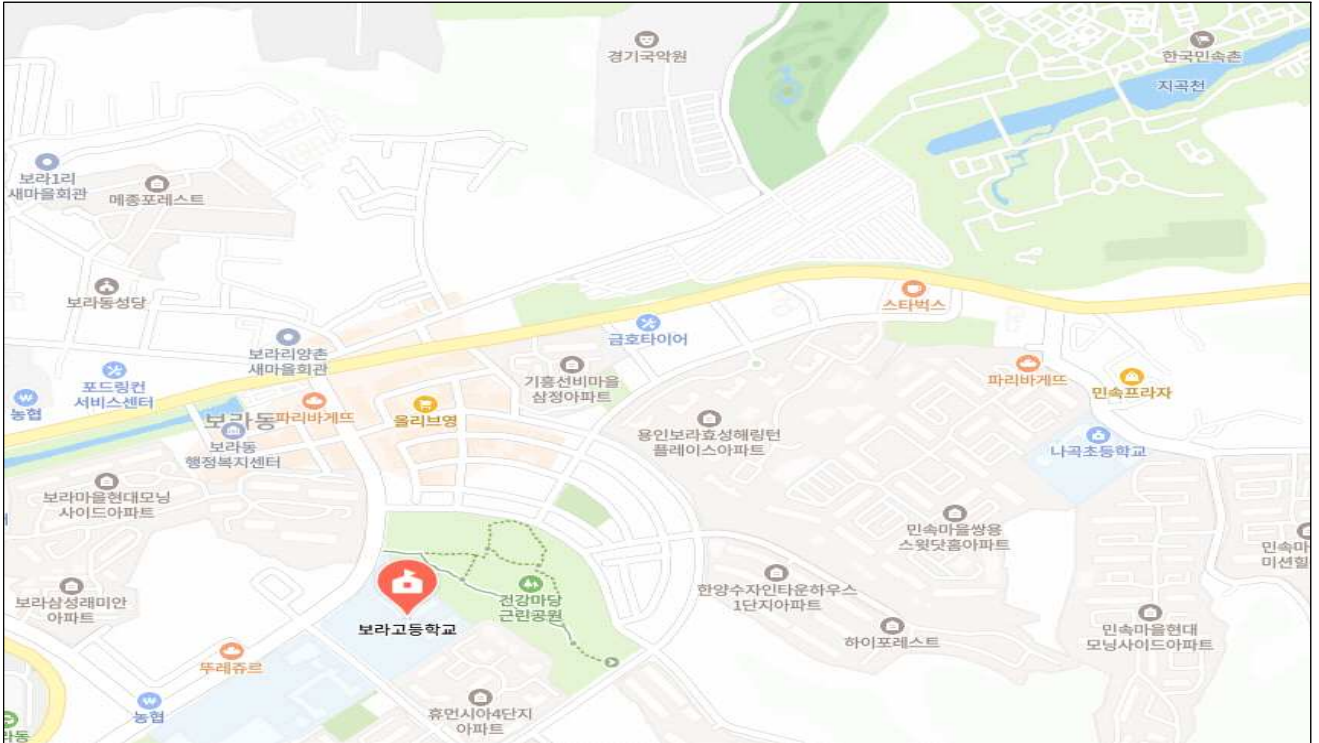 경기국악원
한국민속촌
지곡천
보라1리
새마을회관
메종포레스트
보라동성당
스타벅스
금호타이어
보라리양촌
새마을회관
포드링컨
서비스센터
농협
기흥선비마을
삼정아파트
파리바게뜨
민속프라자
보라동
파리바게뜨
올리브영
보라동
행정복지센터
용인보라효성해링턴
플레이스아파트
나곡초등학교
보라마을현대모닝
사이드아파트
민속마을쌍용
스윗닷홈아파트
민속마
미션힐
보라삼성래미안
아파트
건강마당
근린공원
한양수자인타운하우스
1단지아파트
보라고등학교
하이포레스트
민속마을현대
모닝사이드아파트
뚜레쥬르
농협
휴먼시아4단지
아파트
라동